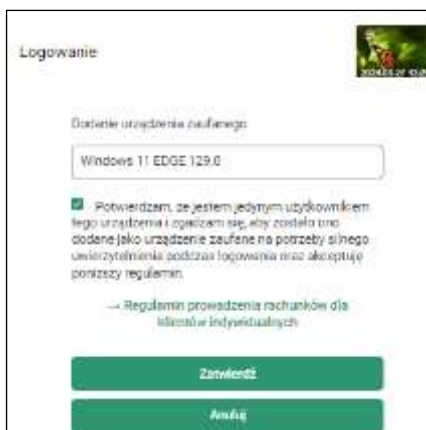 Logowanie
Dodanie urządzenia zaufanego
Windows 11 EDGE 129.0
Potwierdzam, że jestem jedynym użytkownikiem
tego urządzenia i zgadzam się, aby zostało ono
dodane jako urządzenie zaufane na potrzeby silnego
uwierzytelnienia podczas logowania oraz akceptuję
poniższy regulamin.
→ Regulamin prowadzenia rachunków dla
klientów indywidualnych
Zatwierdź
Anuluj